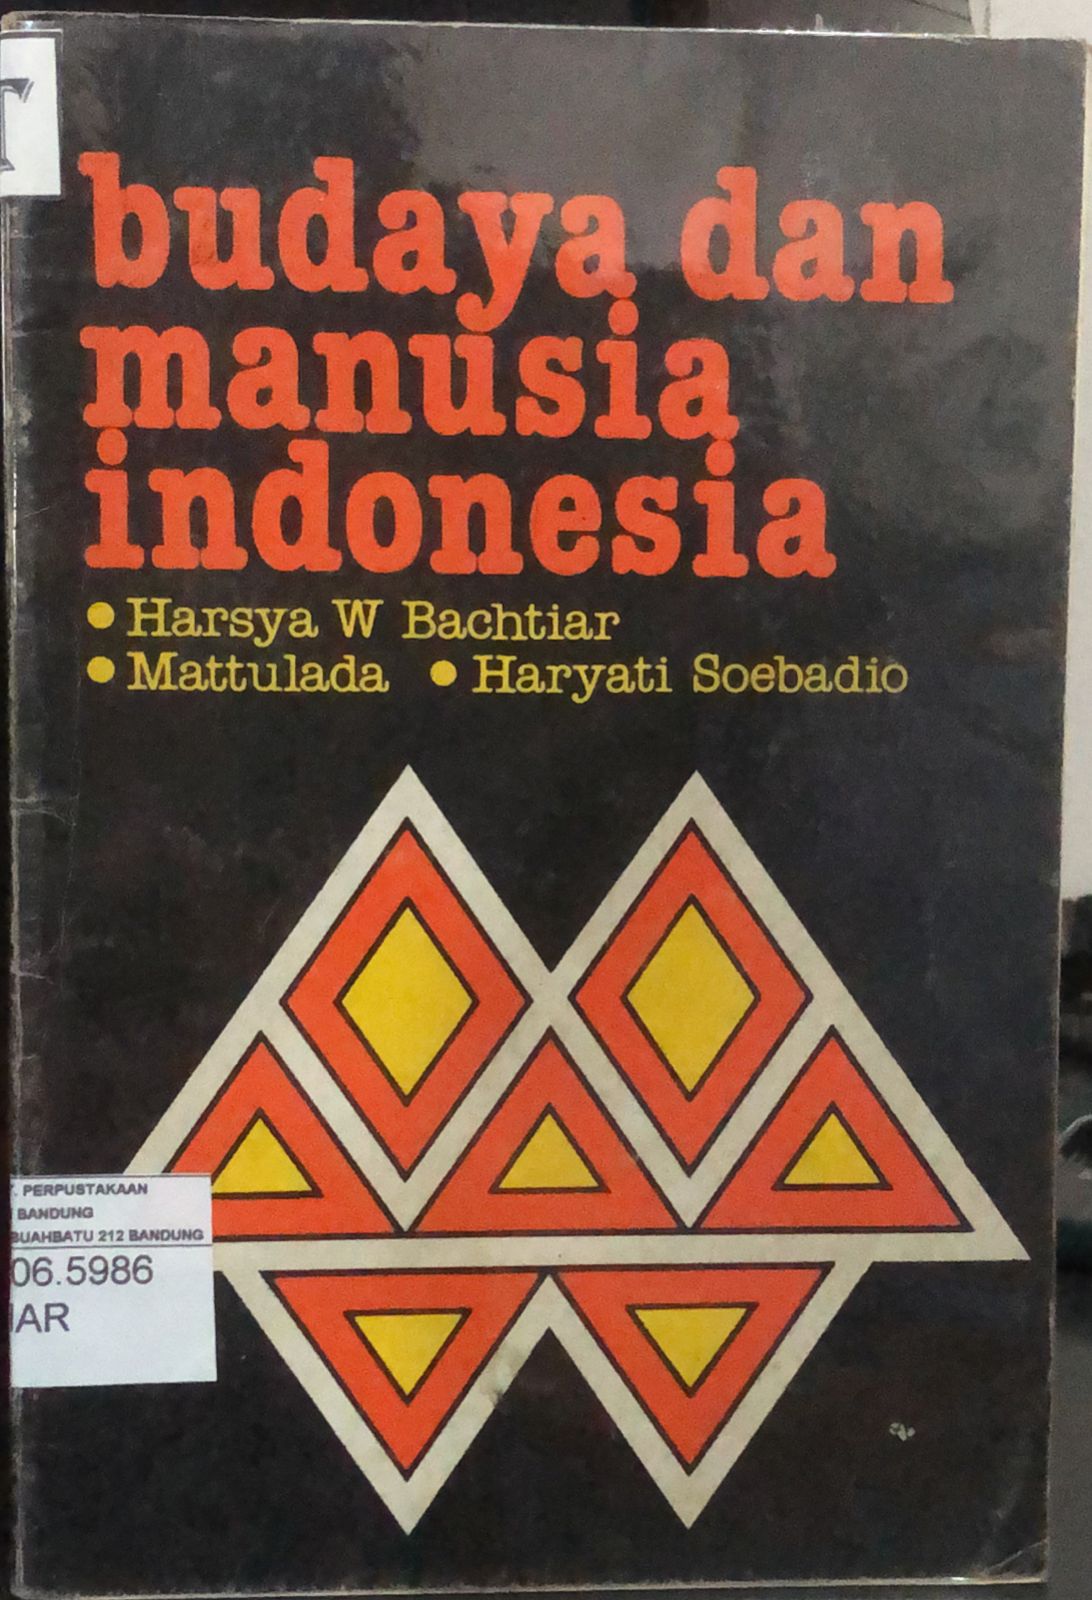 T
budaya dan
manusia
indonesia
• Harsya W Bachtiar
• Mattulada • Haryati Soebadio
. PERPUSTAKAAN
BANDUNG
BUAHBATU 212 BANDUNG
06.5986
IAR